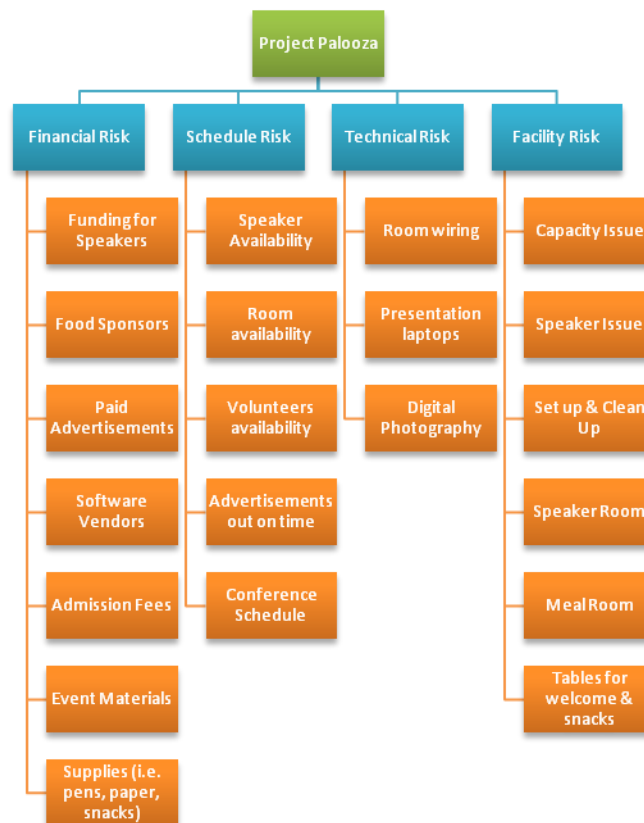 Project Palooza
Financial Risk
Funding for
Speakers
Food Sponsors
Paid
Advertisements
Software
Vendors
Admission Fees
Event Materials
Supplies (i.e.
pens, paper,
snacks)
Schedule Risk
Speaker
Availability
Room
availability
Volunteers
availability
Advertisements
out on time
Conference
Schedule
Technical Risk
Room wiring
Presentation
laptops
Digital
Photography
Facility Risk
Capacity Issue
Speaker Issue
Set up & Clean
Up
Speaker Room
Meal Room
Tables for
welcome &
snacks